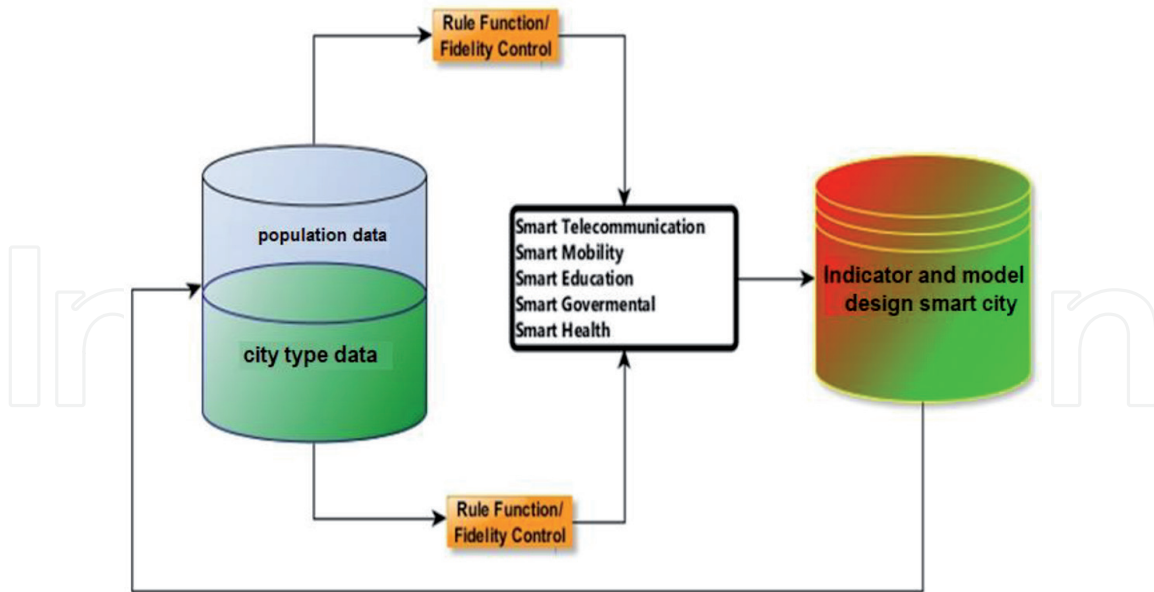 Rule Function/
Fidelity Control
population data
city type data
Smart Telecommunication
Smart Mobility
Smart Education
Smart Govermental
Smart Health
Indicator and model
design smart city
Rule Function/
Fidelity Control